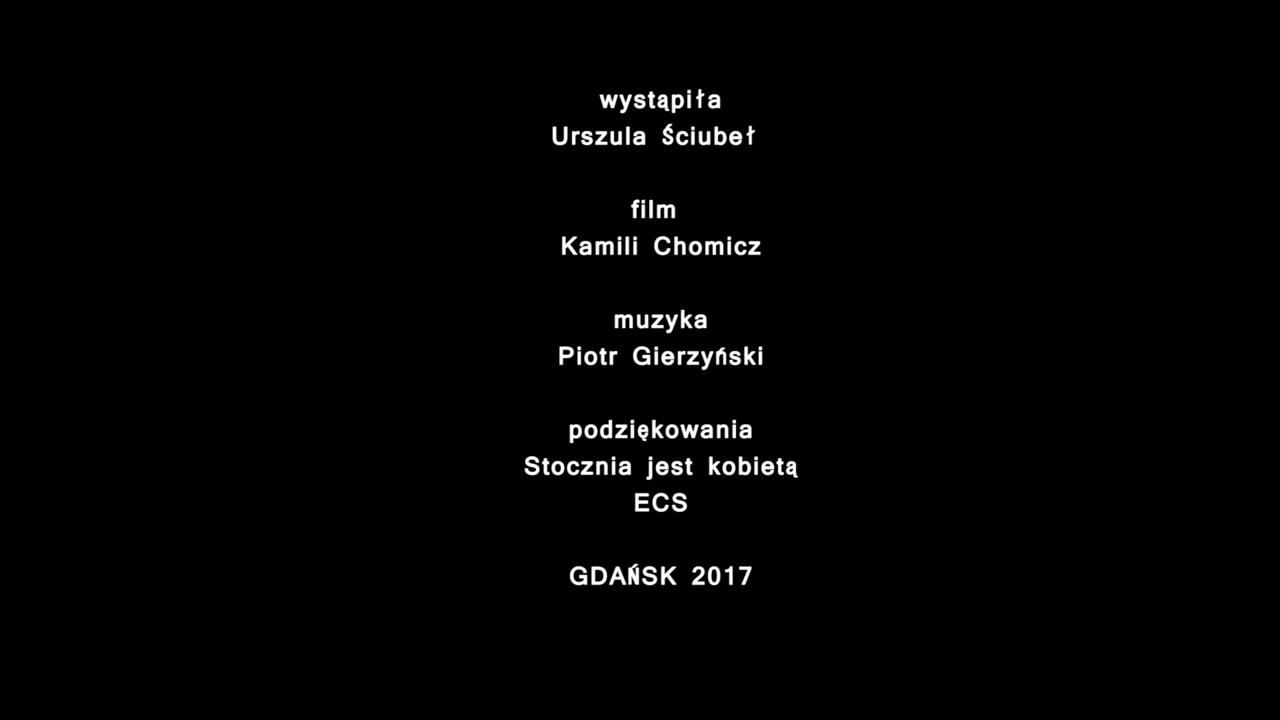 wystąpiła
Urszula Ściubeł
film
Kamili Chomicz
muzyka
Piotr Gierzyński
podziękowania
Stocznia jest kobietą
ECS
GDAŃSK 2017